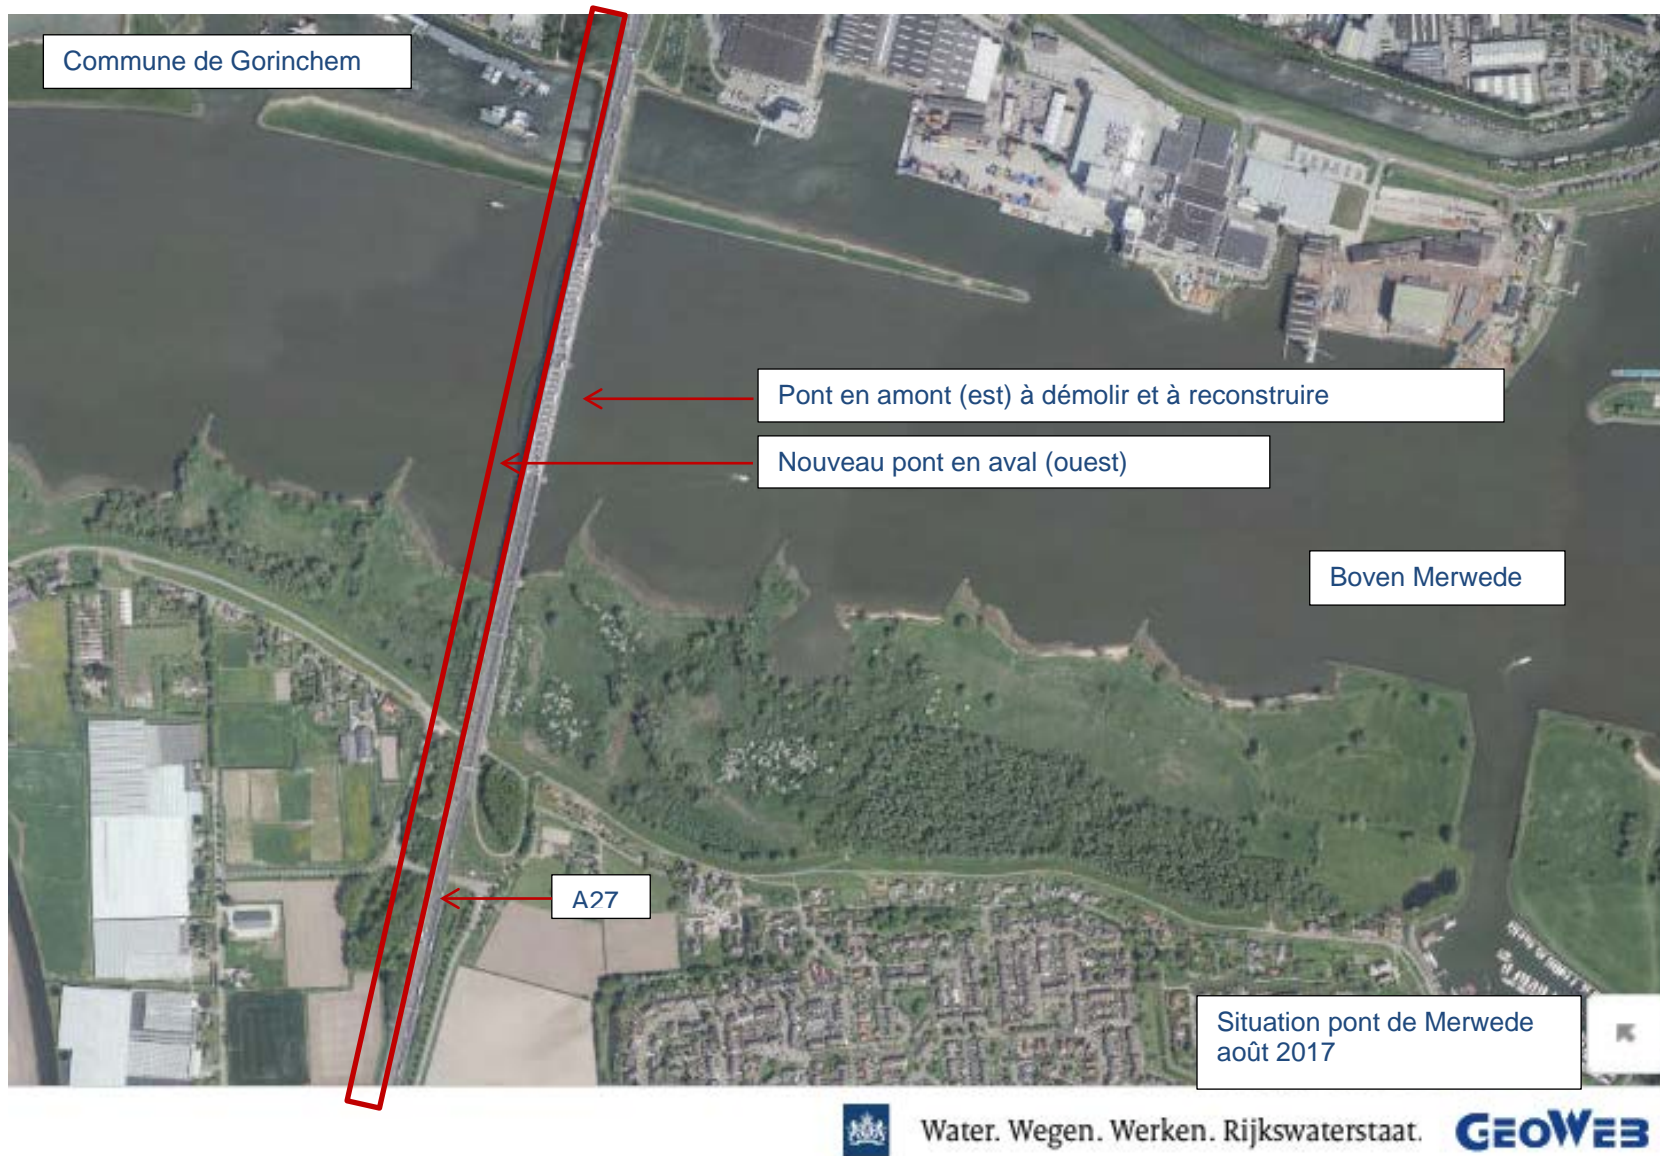 Commune de Gorinchem
Pont en amont (est) à démolir et à reconstruire
Nouveau pont en aval (ouest)
Boven Merwede
A27
Situation pont de Merwede
août 2017
Water. Wegen. Werken. Rijkswaterstaat.
GEOWEB